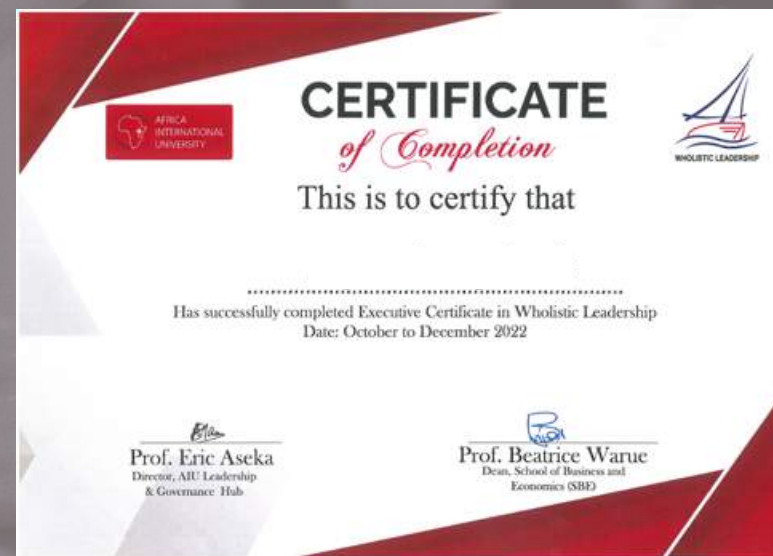 AFRICA
INTERNATIONAL
UNIVERSITY
CERTIFICATE
of Completion
WHOLISTIC LEADERSHIP
This is to certify that
Has successfully completed Executive Certificate in Wholistic Leadership
Date: October to December 2022
Prof. Eric Aseka
Director, AIU Leadership
& Governance Hub
Prof. Beatrice Warue
Dean, School of Business and
Economics (SBE)